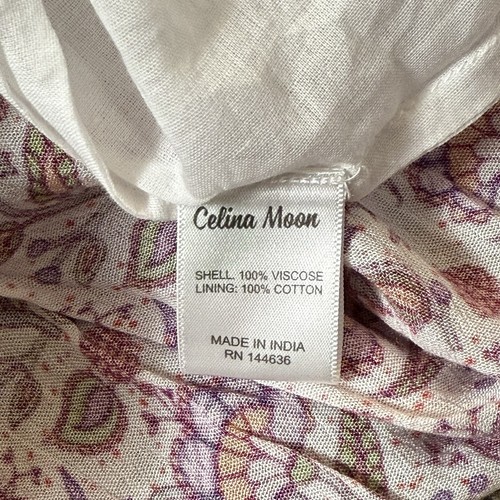 Celina Moon
SHELL. 100% VISCOSE
LINING: 100% COTTON
MADE IN INDIA
RN 144636